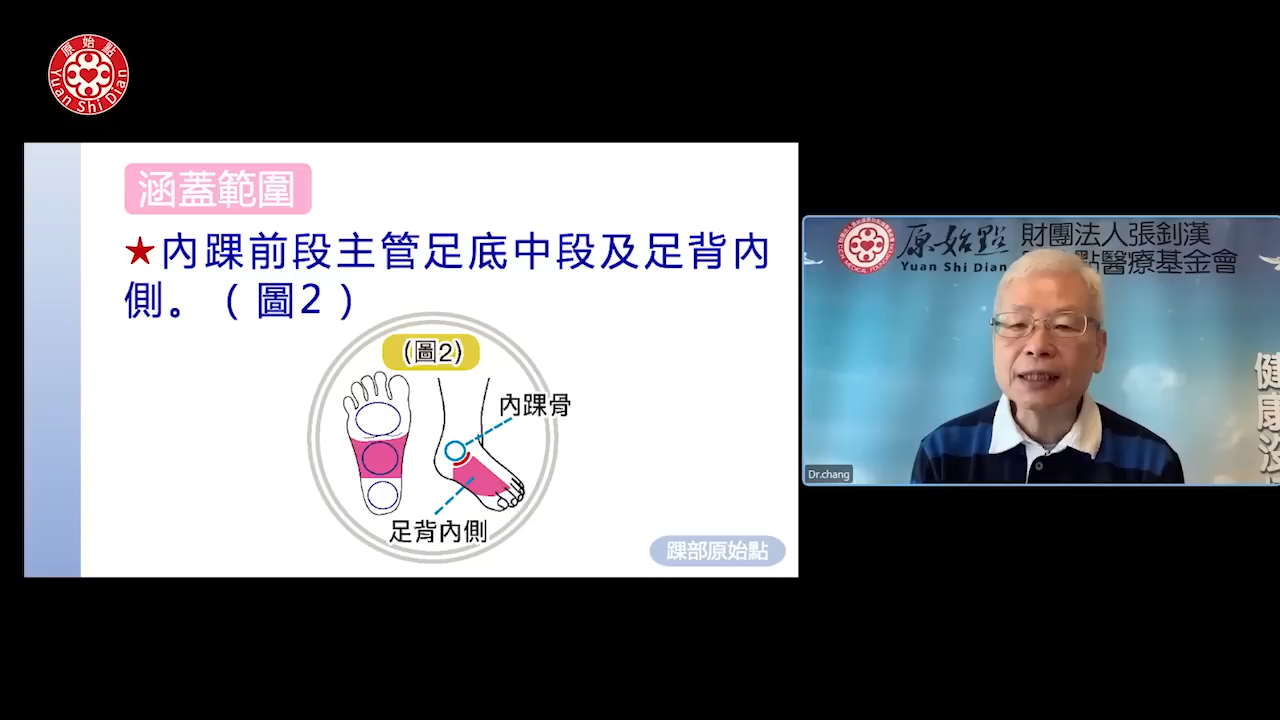 原始點
Yuan Shi Dian
涵蓋範圍
★內踝前段主管足底中段及足背內
側。（圖2）
(圖2)
內踝骨
足背內側
踝部原始點
原始點
Yuan Shi Dian
財團法人張釗漢
點醫療基金會
健康沒
Dr.chang